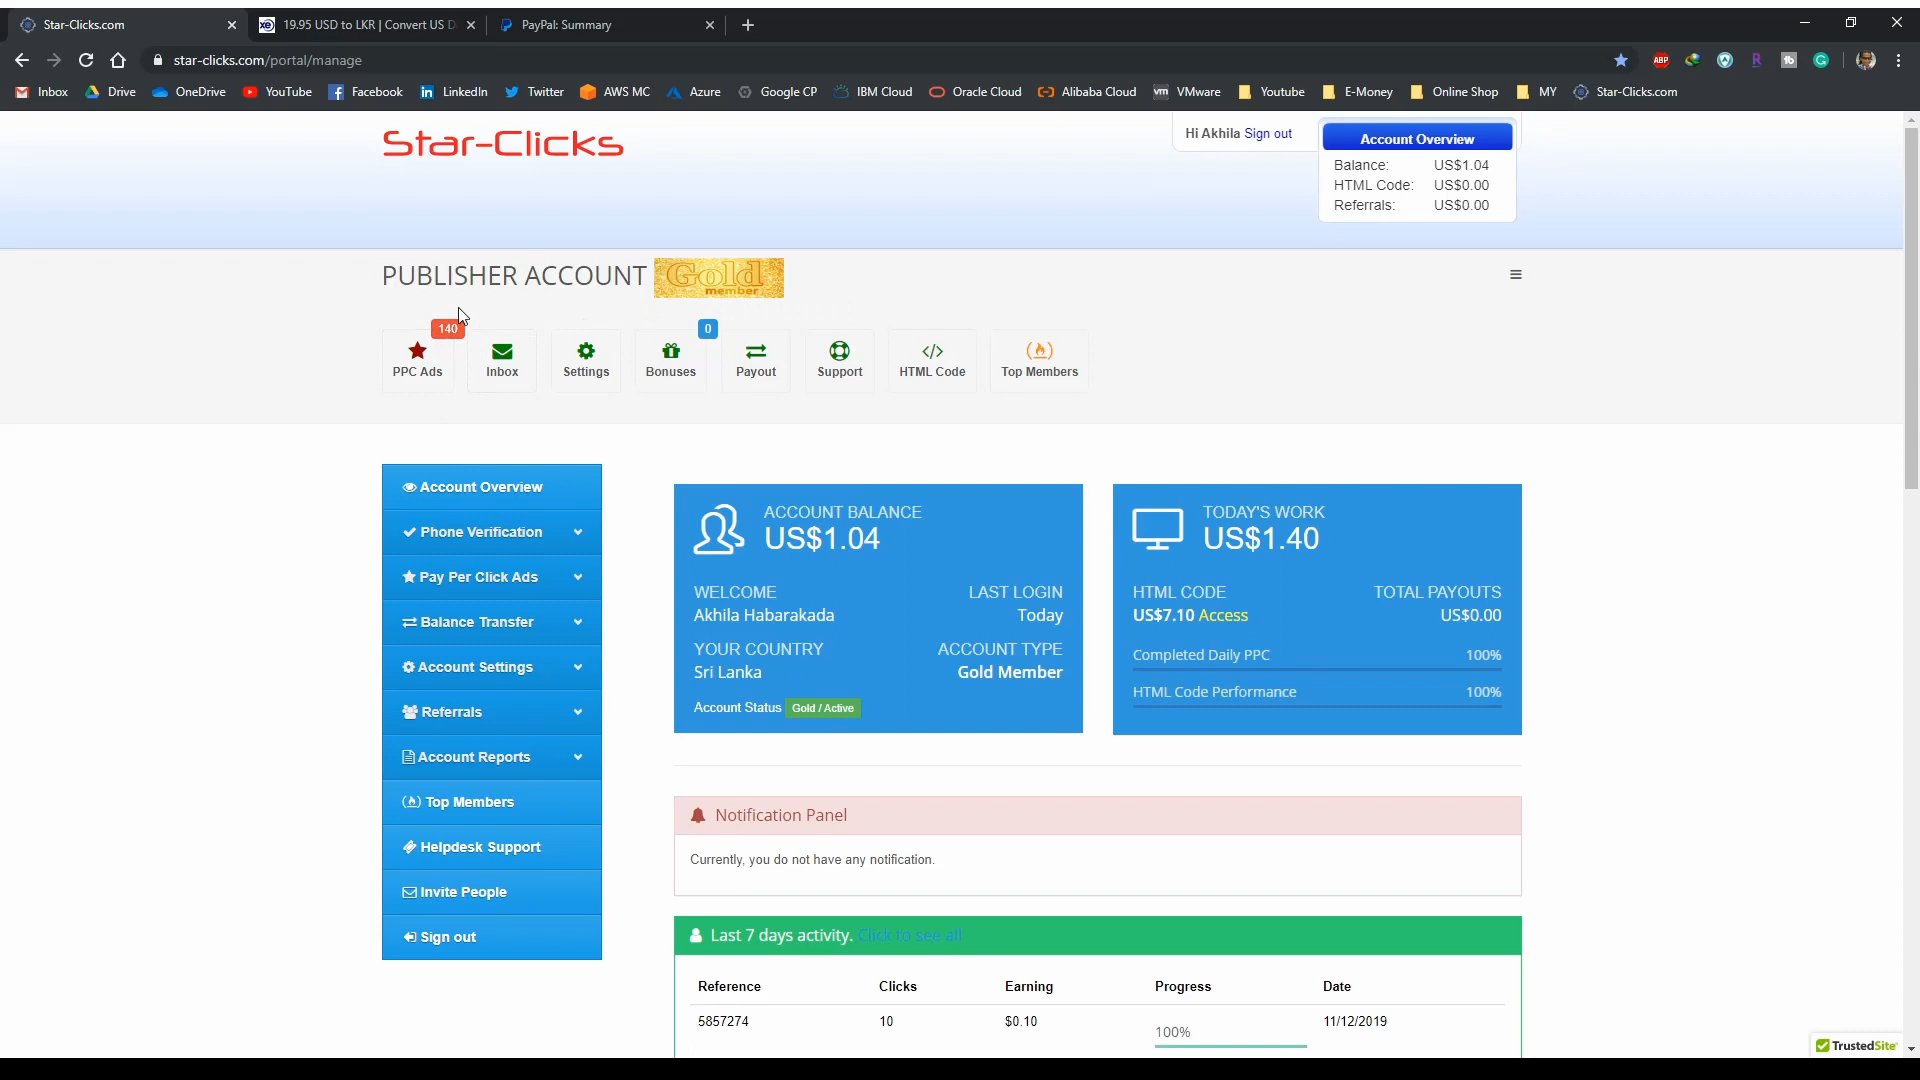 Star-Clicks.com
19.95 USD to LKR | Convert US D
PayPal: Summary
star-clicks.com/portal/manage
ABP
Inbox
Drive
OneDrive
YouTube
Facebook
LinkedIn
Twitter
AWS MC
Azure
Google CP
IBM Cloud
Oracle Cloud
Alibaba Cloud
vm VMware
Youtube
E-Money
Online Shop
MY
Star-Clicks.com
Star-Clicks
Hi Akhila Sign out
Account Overview
Balance: US$1.04
HTML Code: US$0.00
Referrals: US$0.00
PUBLISHER ACCOUNT Gold member
140
0
PPC Ads
Inbox
Settings
Bonuses
Payout
Support
HTML Code
Top Members
Account Overview
Phone Verification
Pay Per Click Ads
Balance Transfer
Account Settings
Referrals
Account Reports
Top Members
Helpdesk Support
Invite People
Sign out
ACCOUNT BALANCE
US$1.04
WELCOME LAST LOGIN
Akhila Habarakada Today
YOUR COUNTRY ACCOUNT TYPE
Sri Lanka Gold Member
Account Status Gold / Active
TODAY'S WORK
US$1.40
HTML CODE TOTAL PAYOUTS
US$7.10 Access US$0.00
Completed Daily PPC 100%
HTML Code Performance 100%
Notification Panel
Currently, you do not have any notification.
Last 7 days activity. Click to see all
Reference Clicks Earning Progress Date
5857274 10 $0.10 100% 11/12/2019
TrustedSite